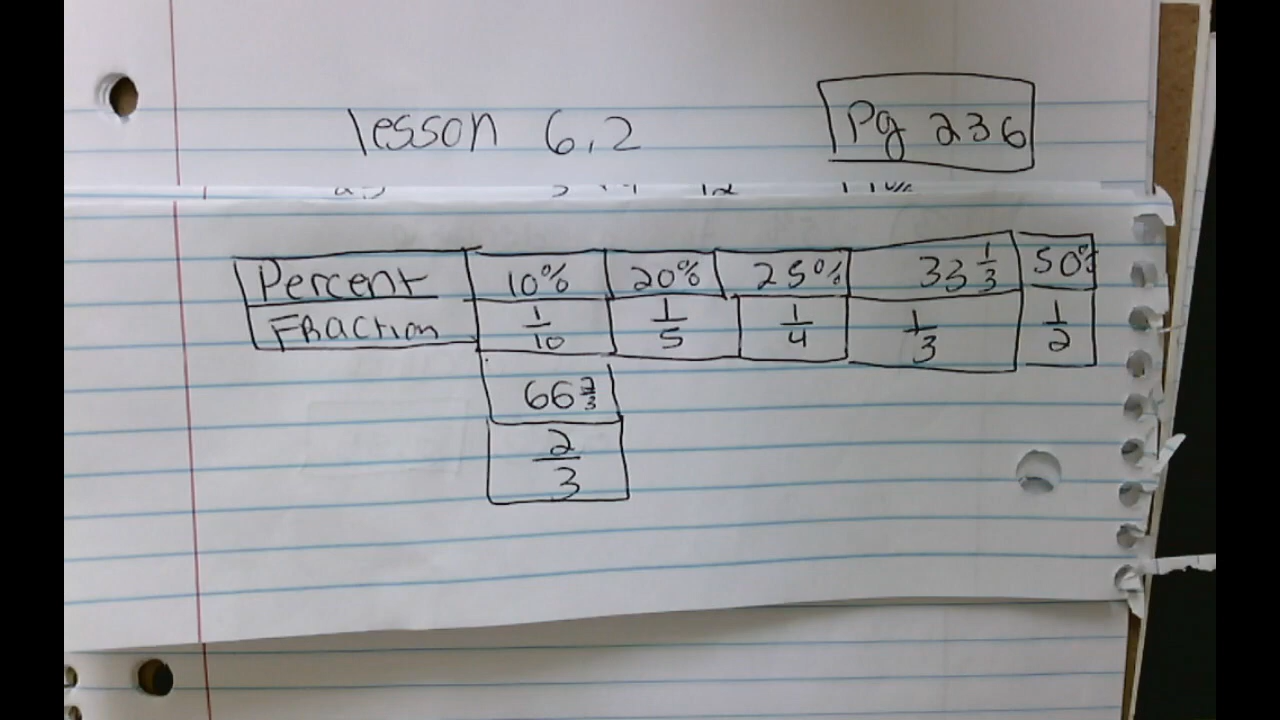 lesson 6.2
Pg 236
Percent 10% 20% 25% 33 1/3 50%
Fraction 1/10 1/5 1/4 1/3 1/2
66 2/3
2/3